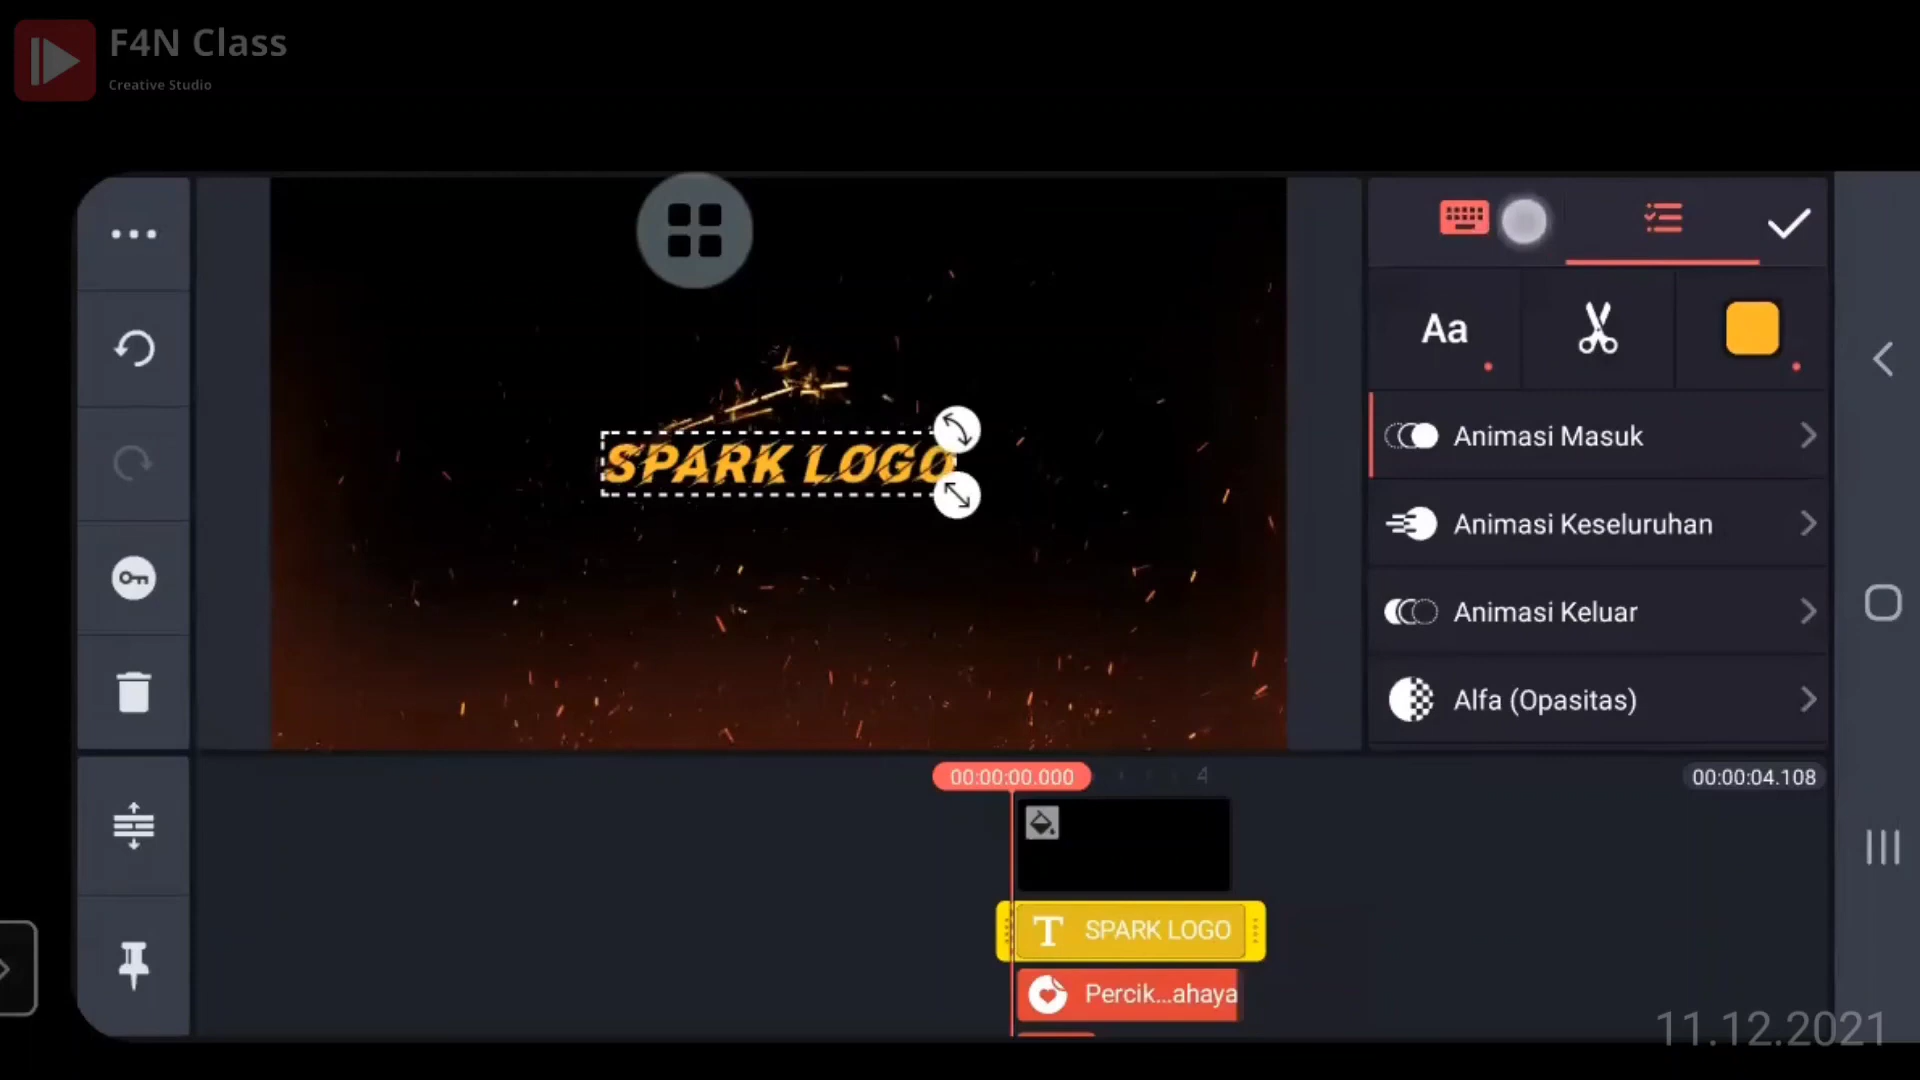 F4N Class
Creative Studio
Aa
SPARK LOGO
Animasi Masuk
Animasi Keseluruhan
Animasi Keluar
Alfa (Opasitas)
00:00:00.000
4
00:00:04.108
T SPARK LOGO
Percik...ahaya
11.12.2021